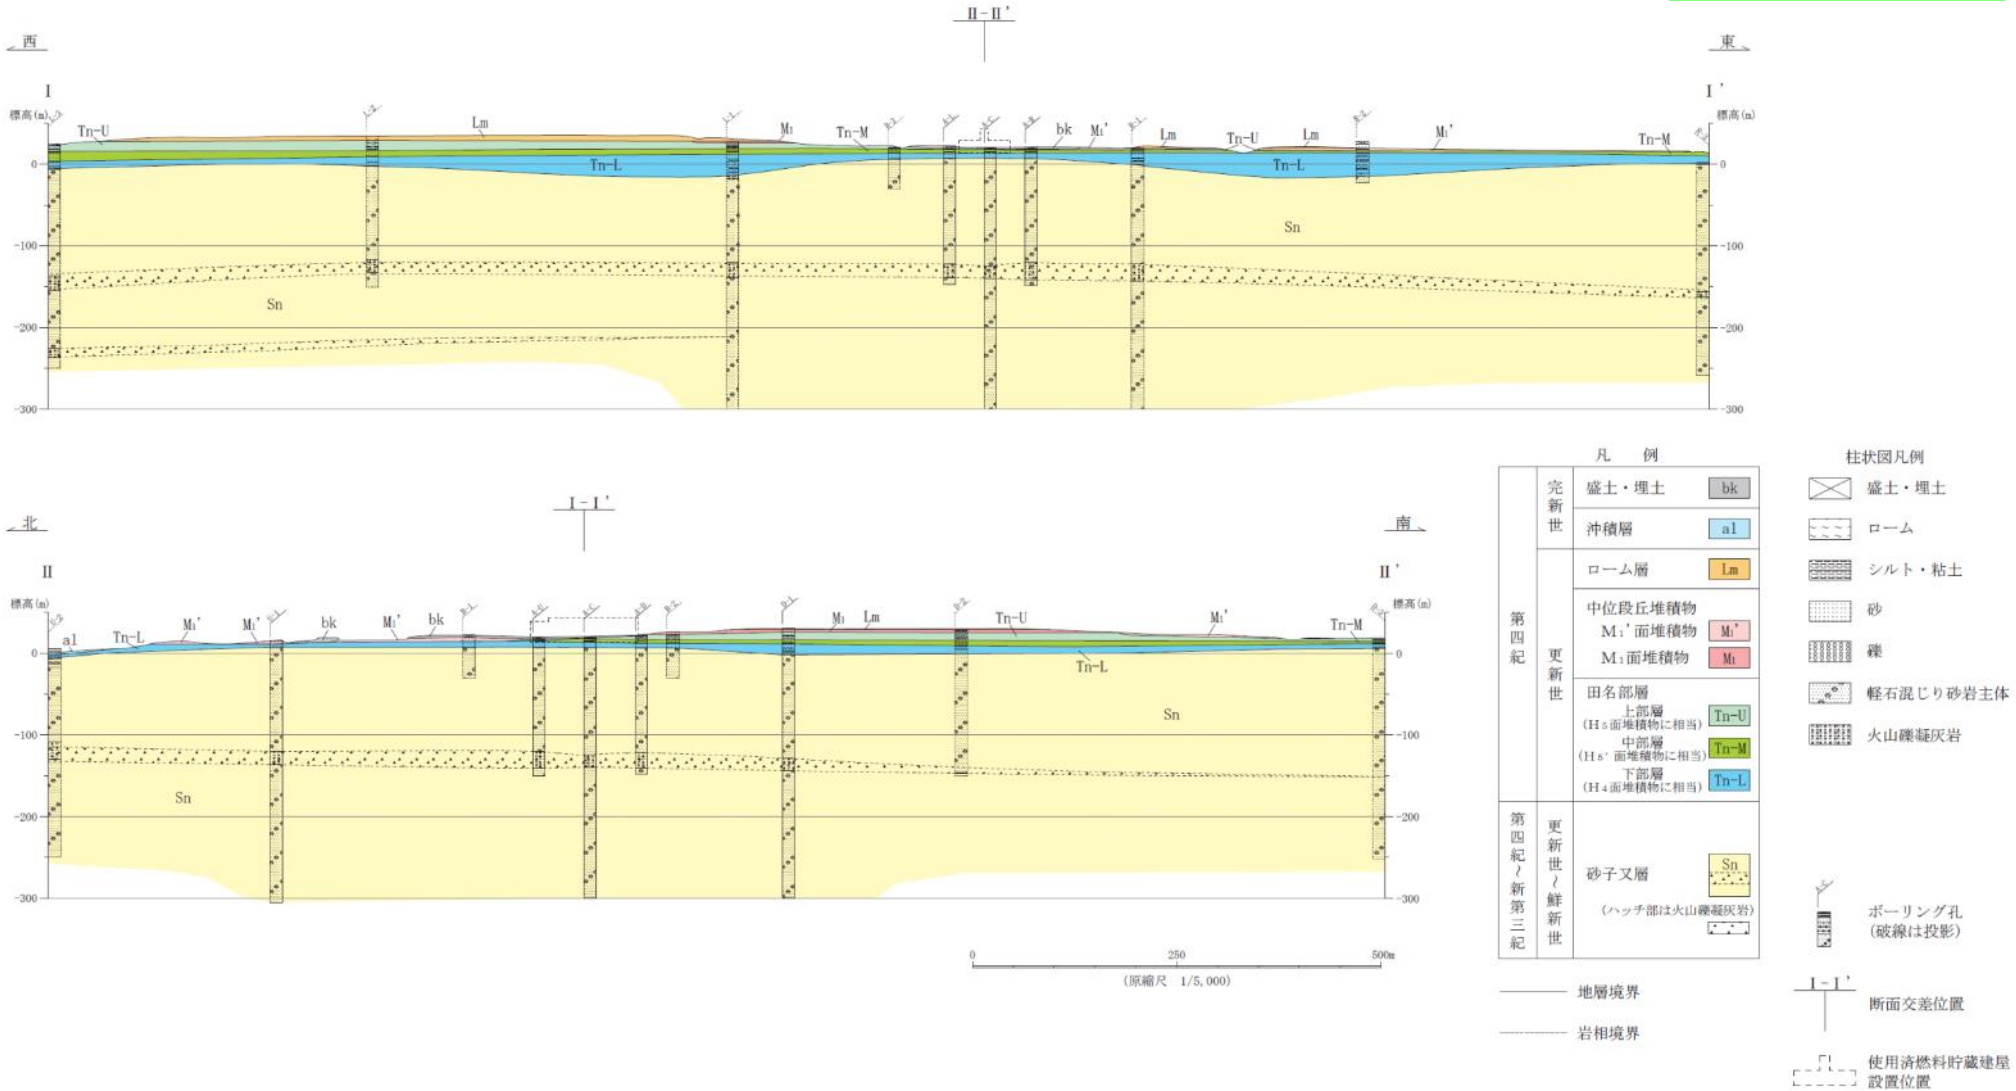 II-II'
西
東
I
I'
標高(m)
標高(m)
Tn-U
Lm
M₁
Tn-M
bk
M₁'
Lm
Tn-U
Lm
M₁'
Tn-M
0
Tn-L
Tn-L
0
Sn
-100
-100
Sn
-200
-200
-300
-300
I-I'
北
南
II
II'
標高(m)
標高(m)
al
Tn-L
M₁'
M₁'
bk
M₁'
bk
M₁
Lm
Tn-U
M₁'
Tn-M
0
0
Tn-L
Sn
-100
-100
Sn
-200
-200
-300
-300
0
250
500m
(原縮尺 1/5,000)
凡 例
第四紀
完新世
盛土・埋土
bk
沖積層
al
更新世
ローム層
Lm
中位段丘堆積物
M₁'面堆積物
M₁'
M₁面堆積物
M₁
田名部層
上部層
(H₅面堆積物に相当)
Tn-U
中部層
(H₅'面堆積物に相当)
Tn-M
下部層
(H₄面堆積物に相当)
Tn-L
第四紀~新第三紀
更新世~鮮新世
砂子又層
Sn
(ハッチ部は火山礫凝灰岩)
地層境界
岩相境界
柱状図凡例
盛土・埋土
ローム
シルト・粘土
砂
礫
軽石混じり砂岩主体
火山礫凝灰岩
A-C
ボーリング孔
(破線は投影)
I-I'
断面交差位置
使用済燃料貯蔵建屋
設置位置